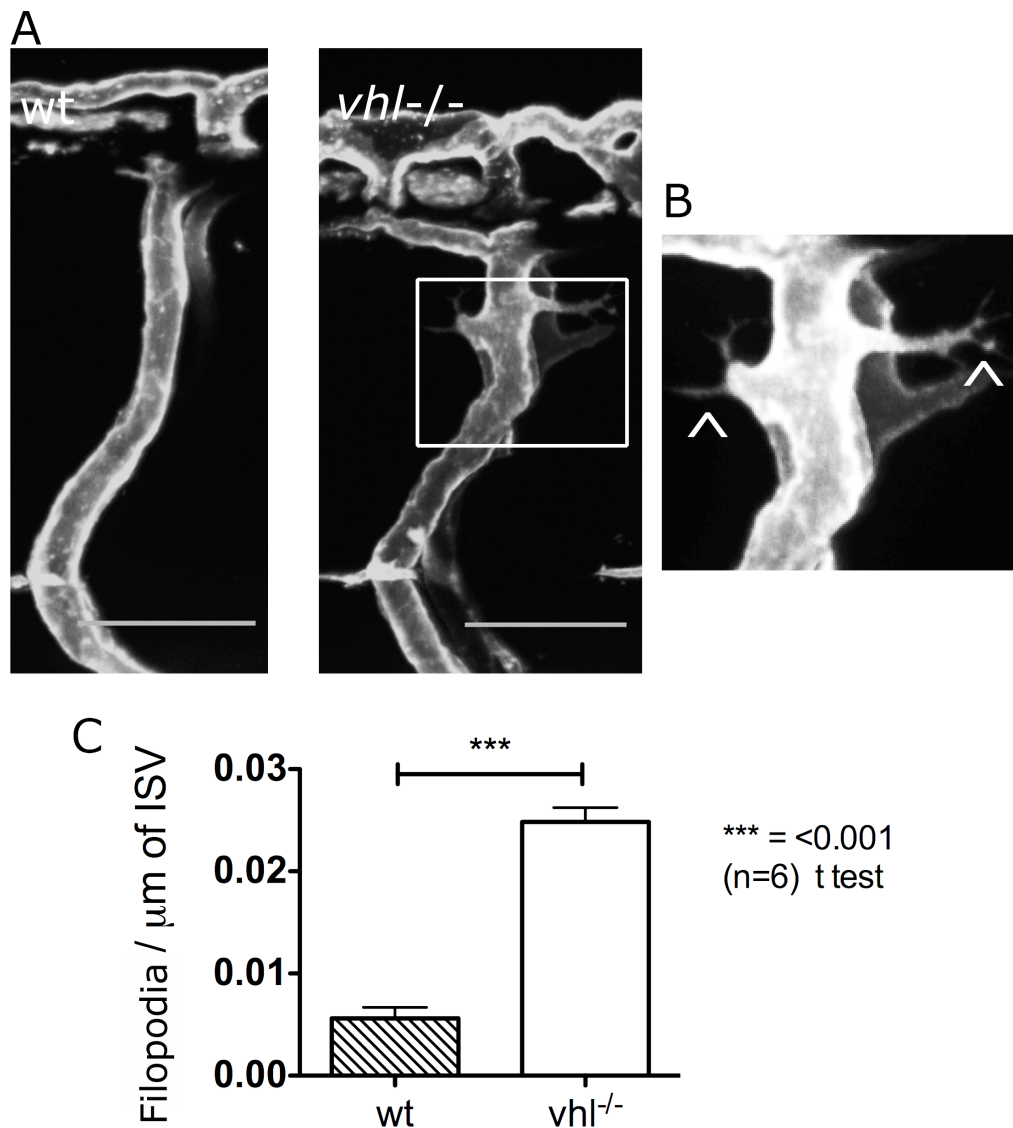 A
wt
vhl-/-
B
^
^
C
***
Filopodia / μm of ISV
0.03
0.02
0.01
0.00
wt
vhl-/-
*** = <0.001
(n=6) t test